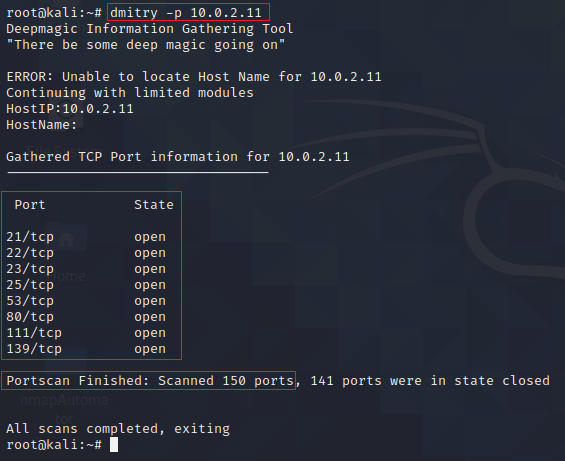 root@kali:~# dmitry -p 10.0.2.11
Deepmagic Information Gathering Tool
"There be some deep magic going on"
ERROR: Unable to locate Host Name for 10.0.2.11
Continuing with limited modules
HostIP:10.0.2.11
HostName:
Gathered TCP Port information for 10.0.2.11
---------------------------------
Port State
21/tcp open
22/tcp open
23/tcp open
25/tcp open
53/tcp open
80/tcp open
111/tcp open
139/tcp open
Portscan Finished: Scanned 150 ports, 141 ports were in state closed
All scans completed, exiting
root@kali:~#